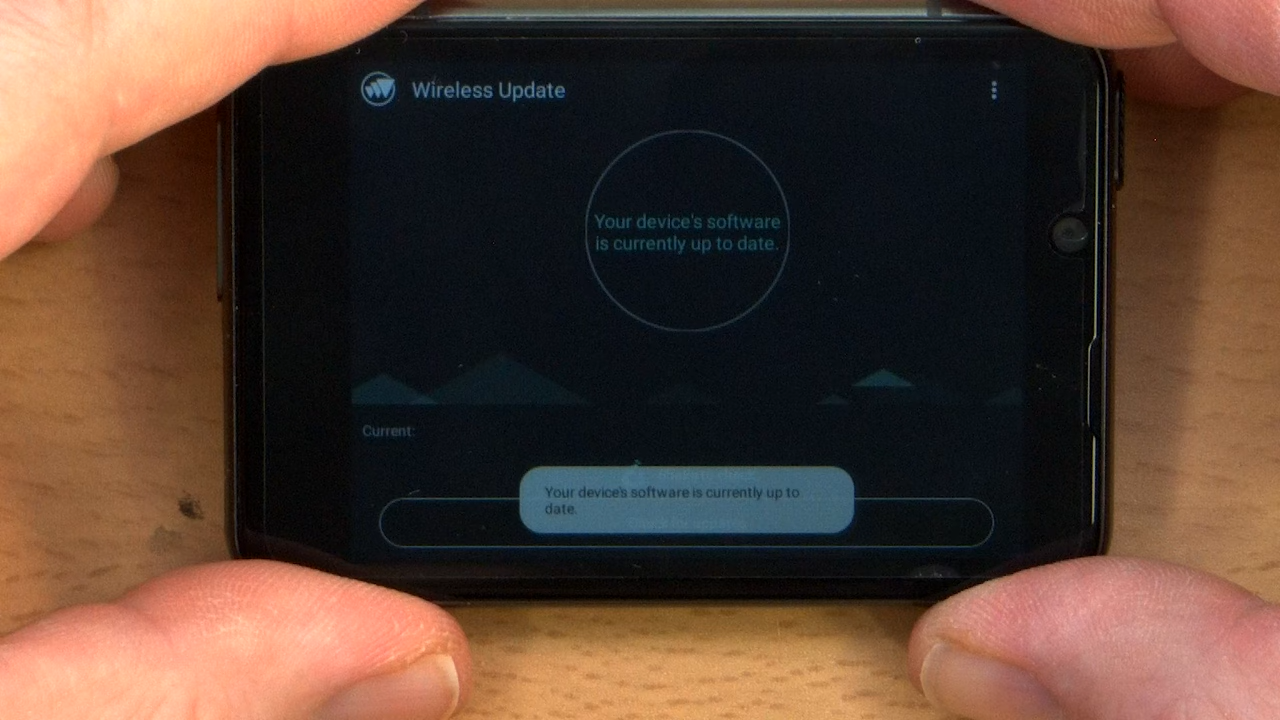 Wireless Update
Your device's software
is currently up to date.
Current:
Your device's software is currently up to
date.